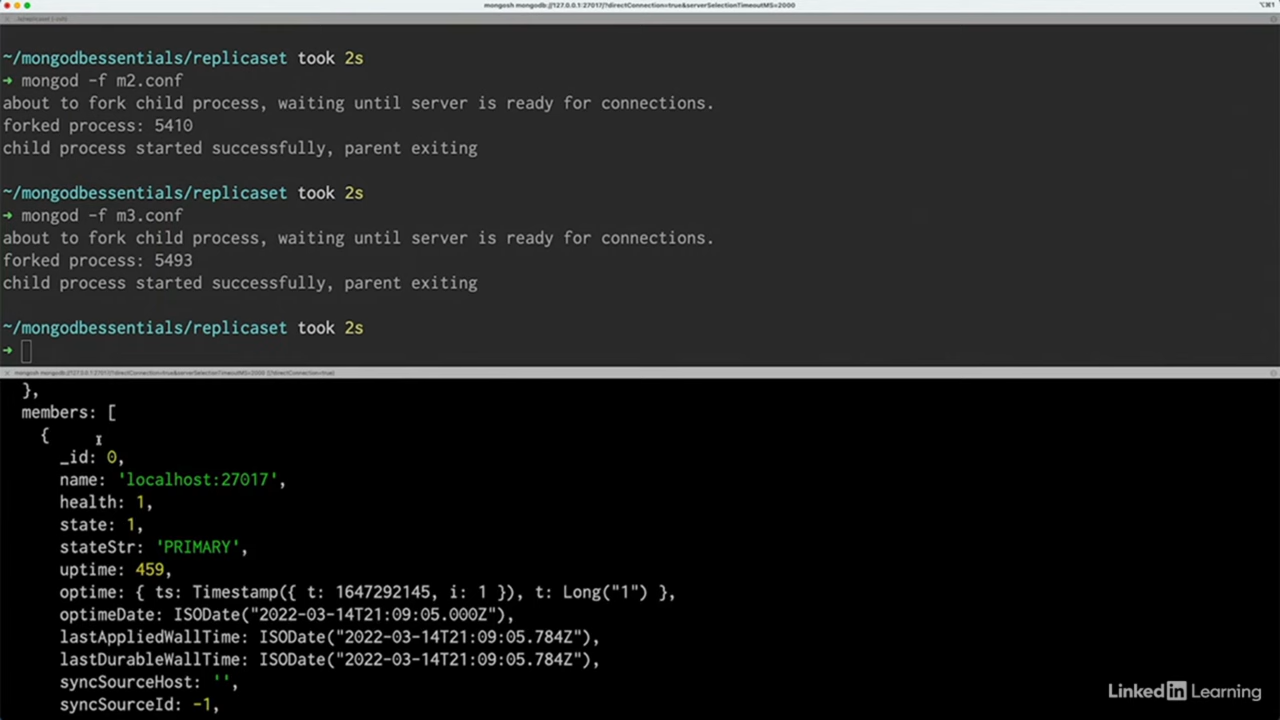 mongosh mongodb://127.0.0.1:27017/?directConnection=true&serverSelectionTimeoutMS=2000
~/mongodbessentials/replicaset took 2s
➜ mongod -f m2.conf
about to fork child process, waiting until server is ready for connections.
forked process: 5410
child process started successfully, parent exiting
~/mongodbessentials/replicaset took 2s
➜ mongod -f m3.conf
about to fork child process, waiting until server is ready for connections.
forked process: 5493
child process started successfully, parent exiting
~/mongodbessentials/replicaset took 2s
➜
mongosh mongodb://127.0.0.1:27017/?directConnection=true&serverSelectionTimeoutMS=2000
},
members: [
{
_id: 0,
name: 'localhost:27017',
health: 1,
state: 1,
stateStr: 'PRIMARY',
uptime: 459,
optime: { ts: Timestamp({ t: 1647292145, i: 1 }), t: Long("1") },
optimeDate: ISODate("2022-03-14T21:09:05.000Z"),
lastAppliedWallTime: ISODate("2022-03-14T21:09:05.784Z"),
lastDurableWallTime: ISODate("2022-03-14T21:09:05.784Z"),
syncSourceHost: '',
syncSourceId: -1,
LinkedIn Learning